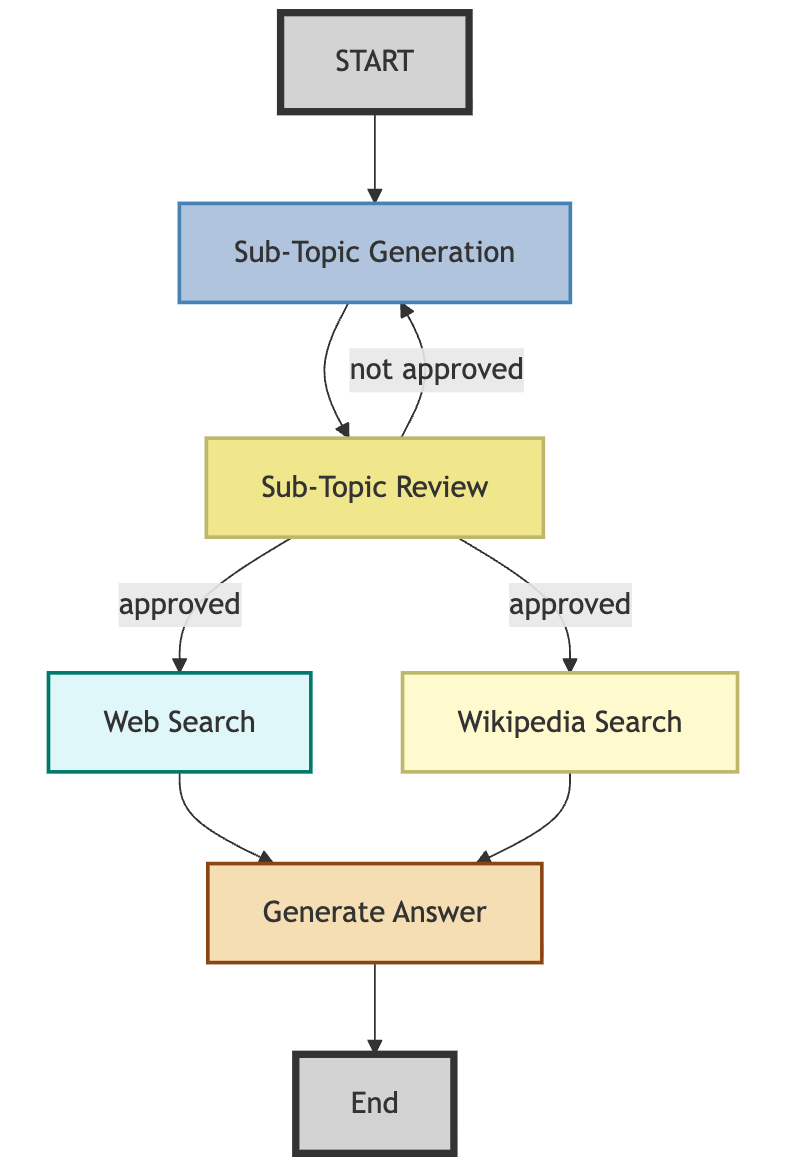 START
Sub-Topic Generation
not approved
Sub-Topic Review
approved
approved
Web Search
Wikipedia Search
Generate Answer
End